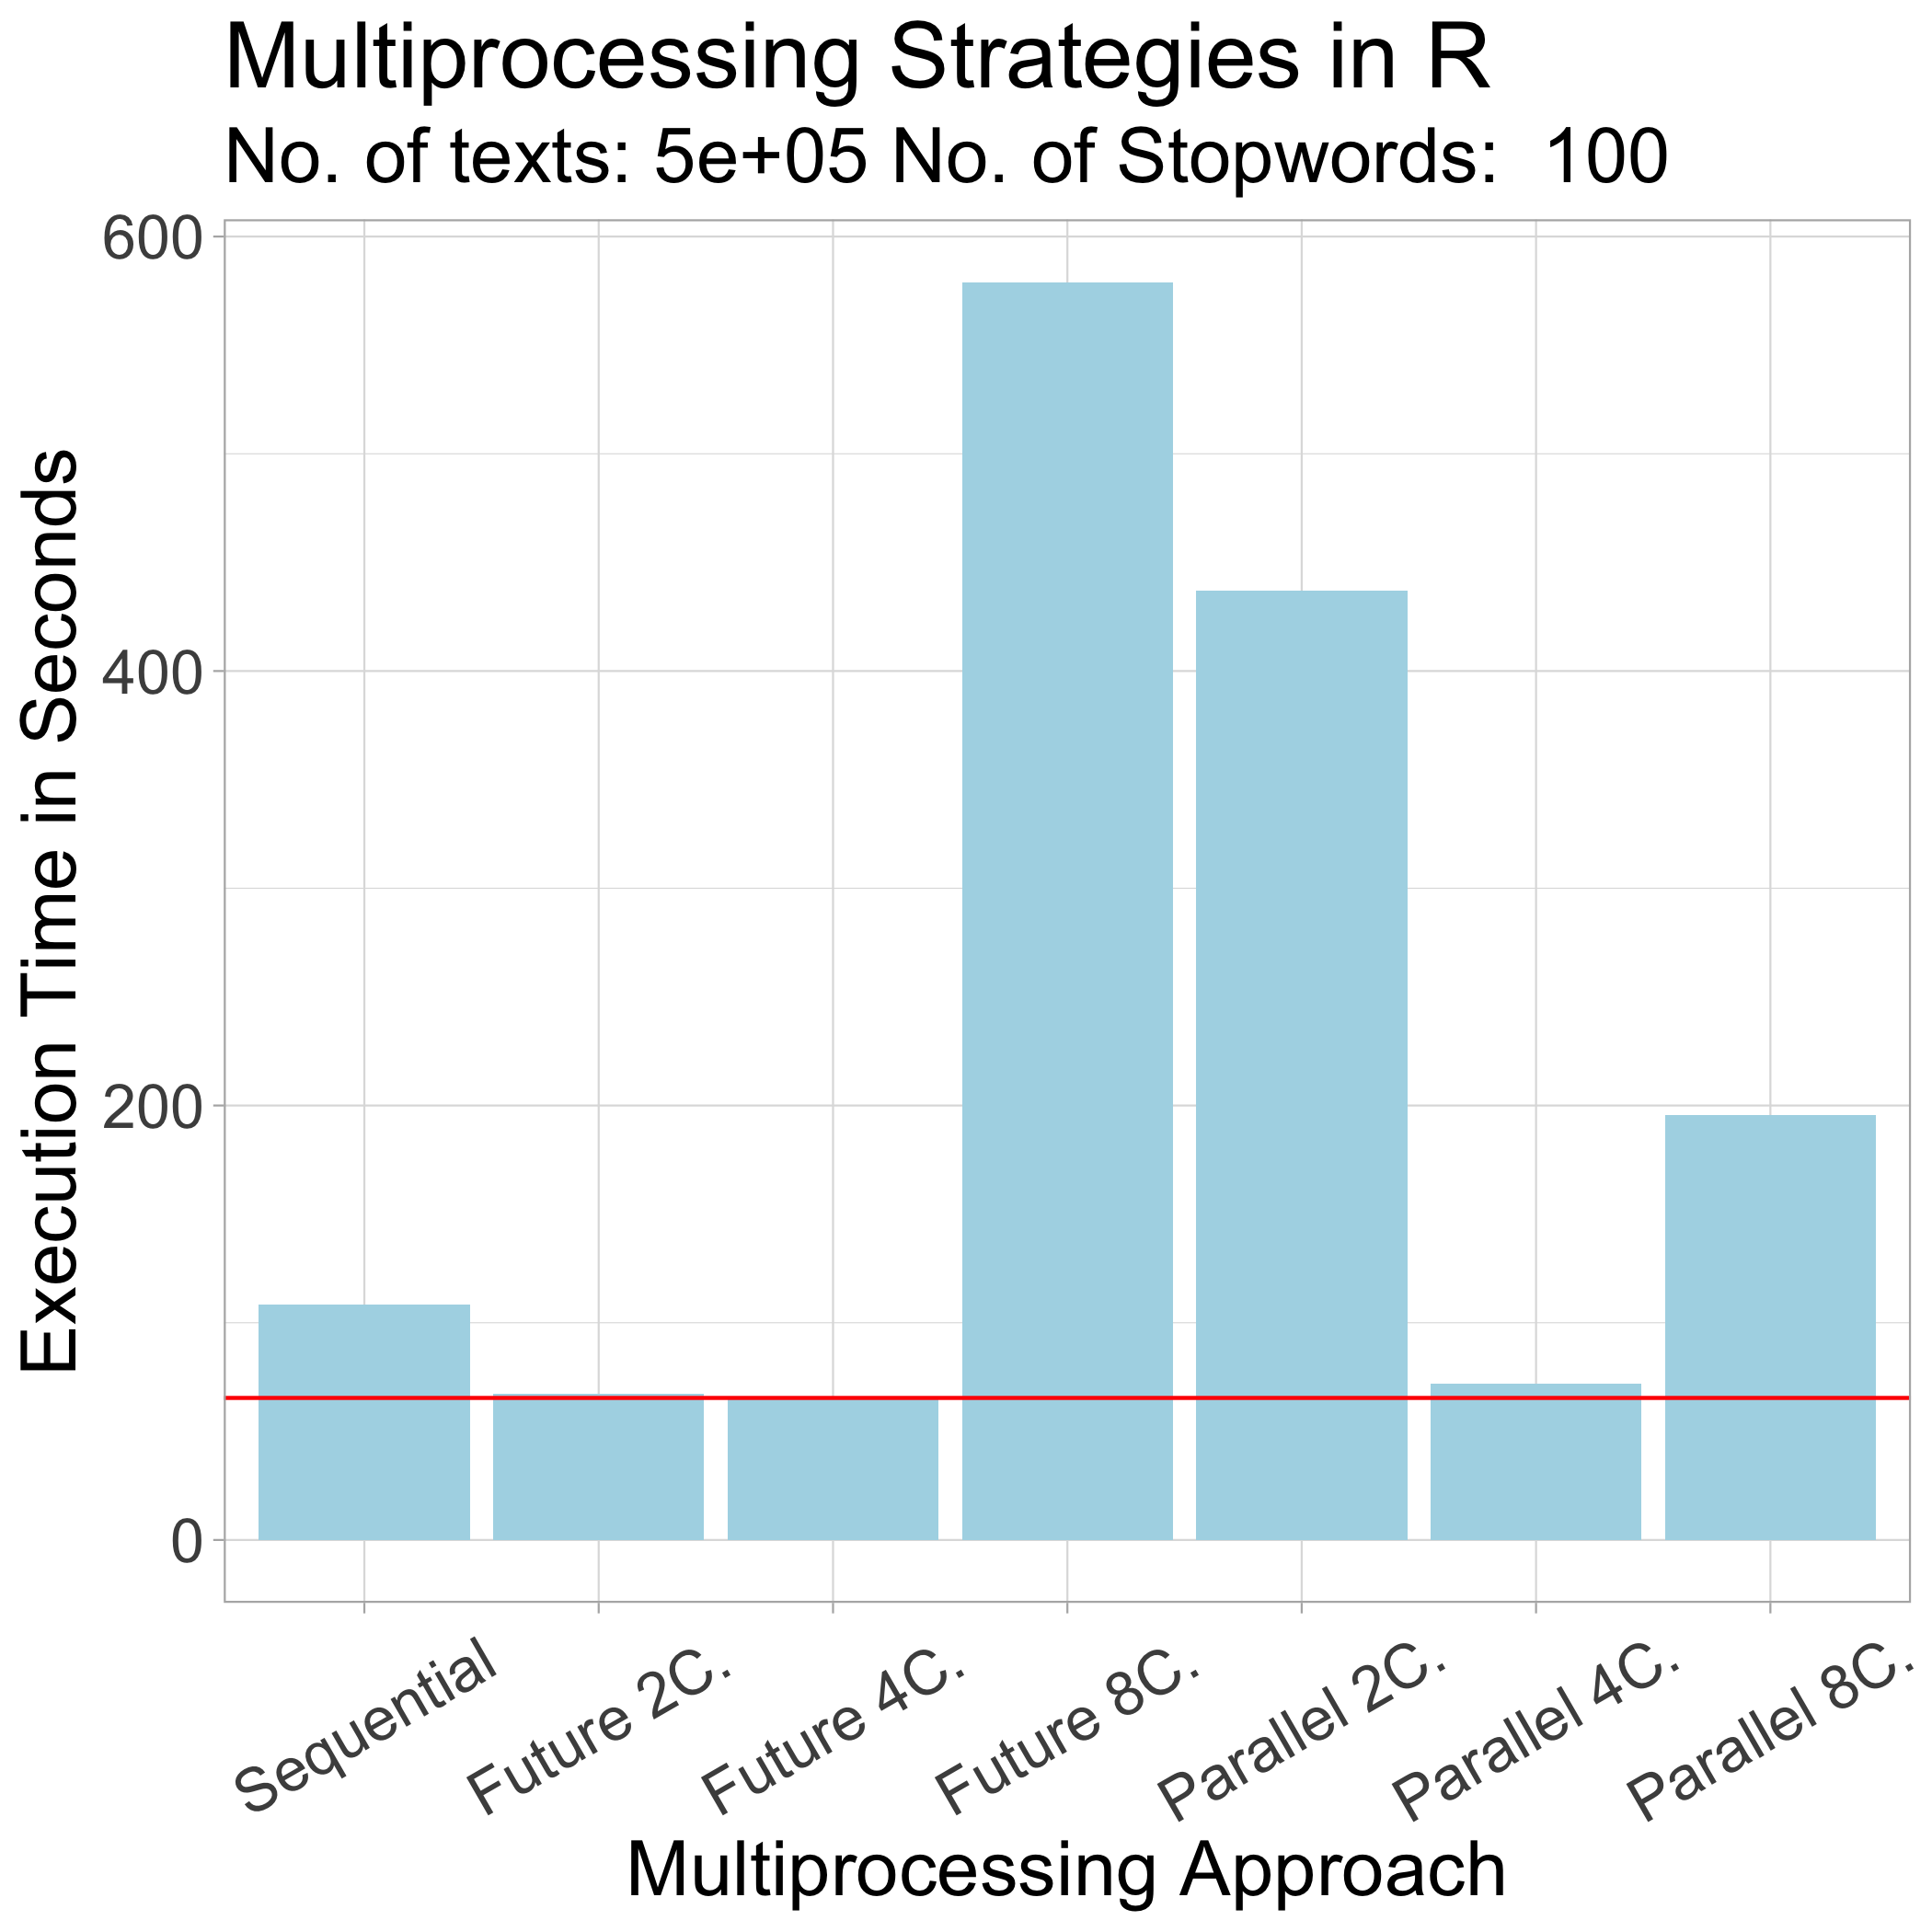 Multiprocessing Strategies in R
No. of texts: 5e+05 No. of Stopwords: 100
Execution Time in Seconds
600
400
200
0
Sequential
Future 2C.
Future 4C.
Future 8C.
Parallel 2C.
Parallel 4C.
Parallel 8C.
Multiprocessing Approach